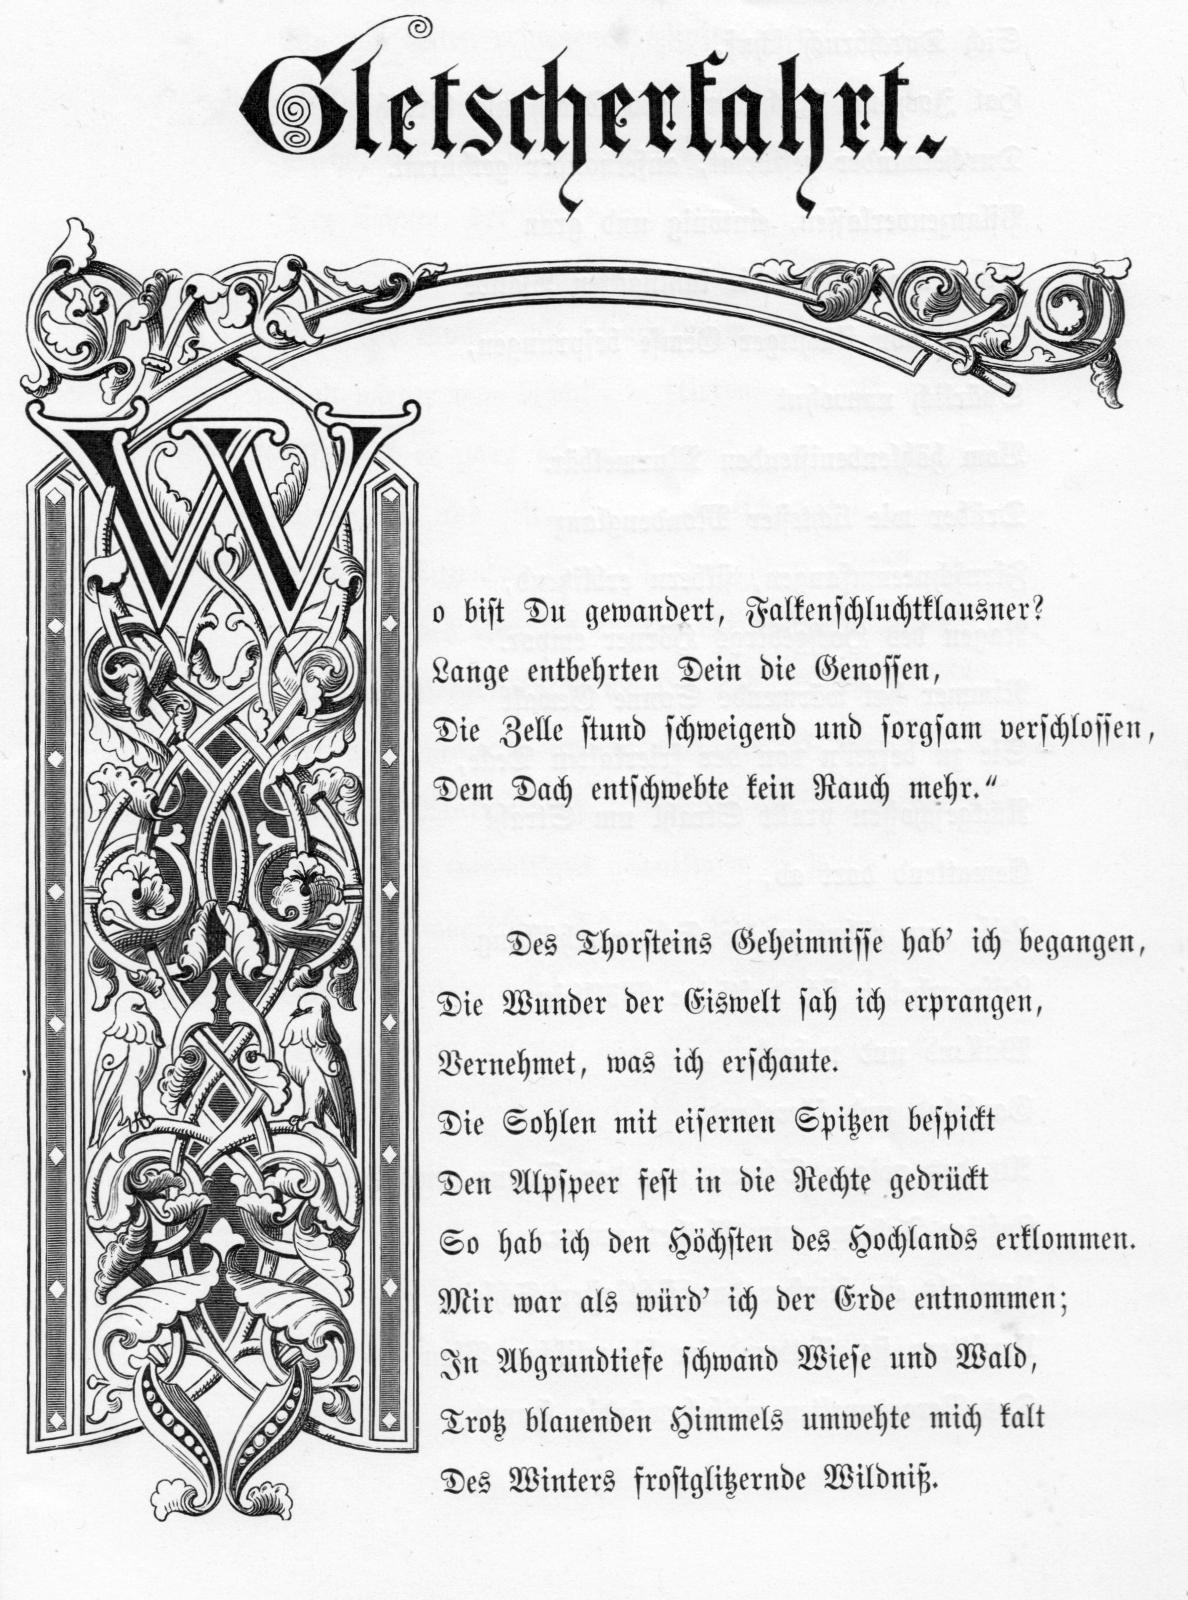 Gletscherfahrt.
Wo bist Du gewandert, Falkenschluchtklausner?
Lange entbehrten Dein die Genossen,
Die Zelle stund schweigend und sorgsam verschlossen,
Dem Dach entschwebte kein Rauch mehr.“
Des Thorsteins Geheimnisse hab’ ich begangen,
Die Wunder der Eiswelt sah ich erprangen,
Vernehmet, was ich erschaute.
Die Sohlen mit eisernen Spitzen bespickt
Den Alpspeer fest in die Rechte gedrückt
So hab ich den Höchsten des Hochlands erklommen.
Mir war als würd’ ich der Erde entnommen;
In Abgrundtiefe schwand Wiese und Wald,
Trotz blauenden Himmels umwehte mich kalt
Des Winters frostglitzernde Wildniß.